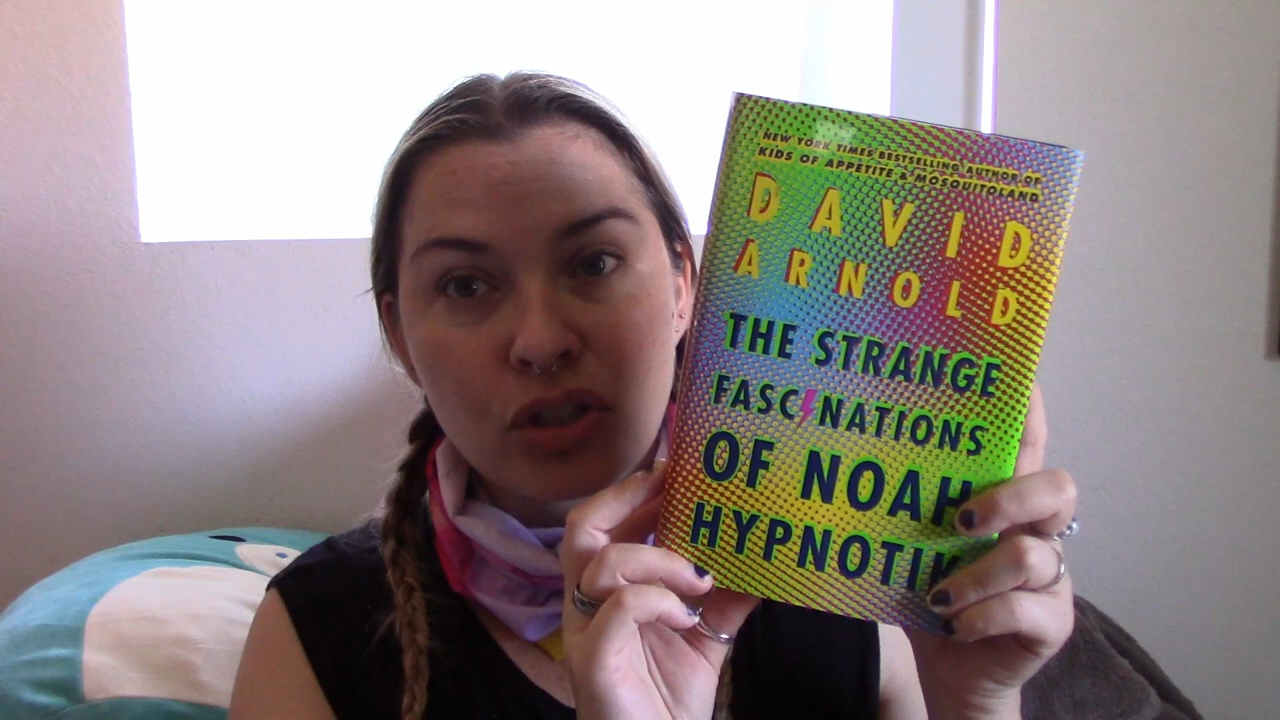 NEW YORK TIMES BESTSELLING AUTHOR OF
KIDS OF APPETITE & MOSQUITOLAND
DAVID
ARNOLD
THE STRANGE
FASCINATIONS
OF NOAH
HYPNOTIK